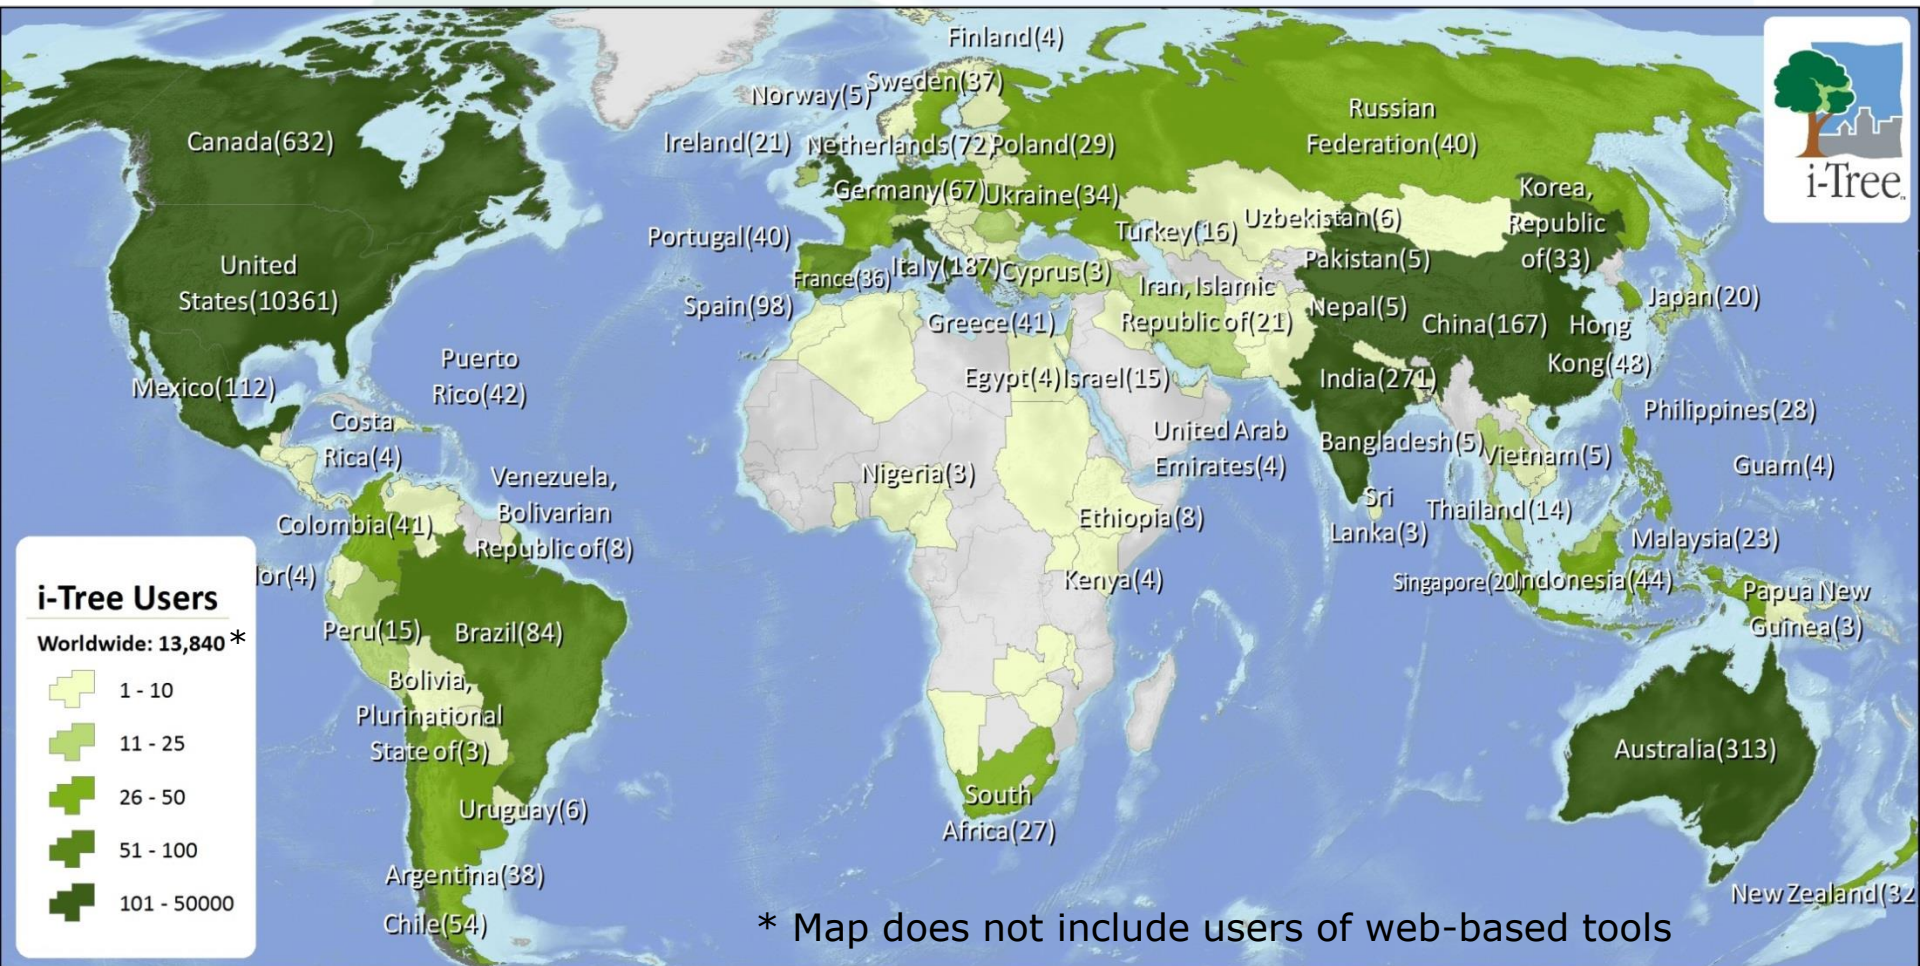 Finland(4)
Norway(5)
Sweden(37)
Canada(632)
Ireland(21)
Netherlands(72)
Poland(29)
Russian
Federation(40)
i-Tree
Germany(67)
Ukraine(34)
Korea,
Republic
of(33)
Portugal(40)
Turkey(16)
Uzbekistan(6)
United
States(10361)
France(36)
Italy(187)
Cyprus(3)
Pakistan(5)
Spain(98)
Iran, Islamic
Republic of(21)
Nepal(5)
Japan(20)
Greece(41)
China(167)
Hong
Kong(48)
Puerto
Rico(42)
Mexico(112)
Egypt(4)
Israel(15)
India(271)
Costa
Rica(4)
Philippines(28)
United Arab
Emirates(4)
Bangladesh(5)
Vietnam(5)
Guam(4)
Nigeria(3)
Venezuela,
Bolivarian
Republic of(8)
Colombia(41)
Ethiopia(8)
Sri
Lanka(3)
Thailand(14)
Malaysia(23)
lor(4)
Kenya(4)
Singapore(20)
Indonesia(44)
Papua New
Guinea(3)
Peru(15)
Brazil(84)
Bolivia,
Plurinational
State of(3)
Australia(313)
Uruguay(6)
South
Africa(27)
Argentina(38)
Chile(54)
New Zealand(32
i-Tree Users
Worldwide: 13,840 *
1 - 10
11 - 25
26 - 50
51 - 100
101 - 50000
* Map does not include users of web-based tools